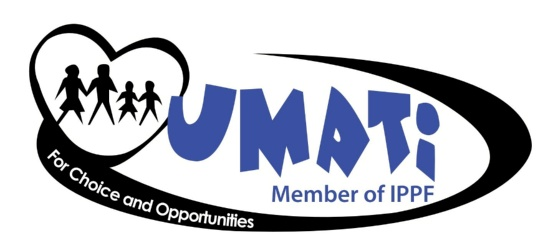 UMATi
Member of IPPF
For Choice and Opportunities